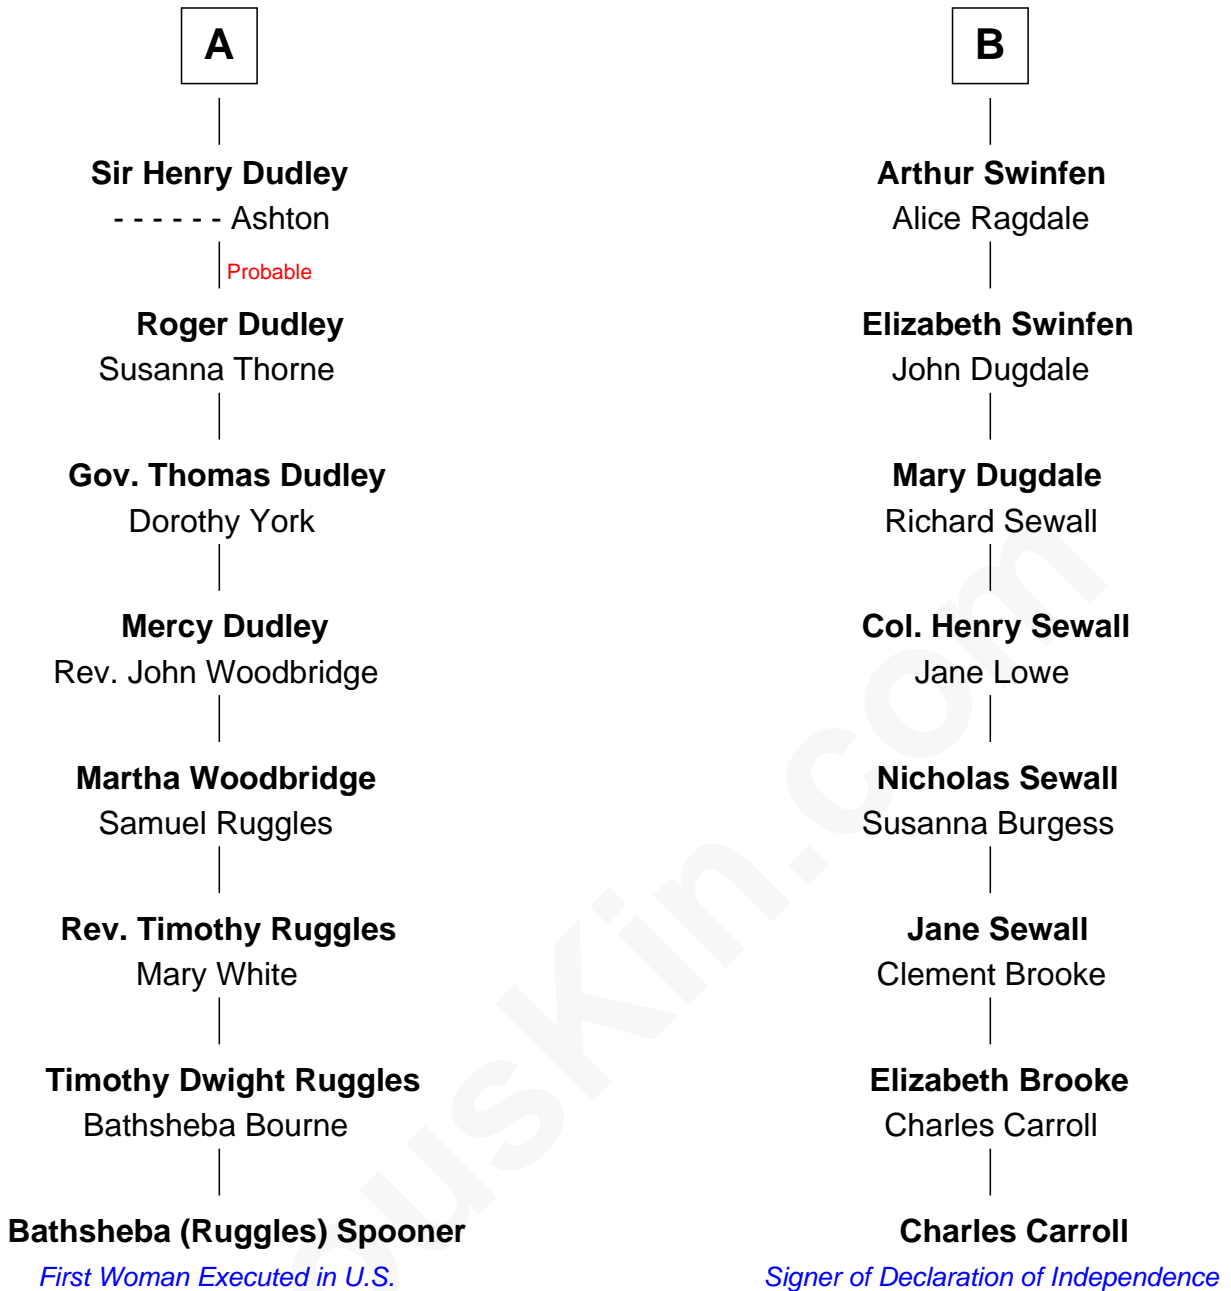 A
Sir Henry Dudley
- - - - - - Ashton
Probable
Roger Dudley
Susanna Thorne
Gov. Thomas Dudley
Dorothy York
Mercy Dudley
Rev. John Woodbridge
Martha Woodbridge
Samuel Ruggles
Rev. Timothy Ruggles
Mary White
Timothy Dwight Ruggles
Bathsheba Bourne
Bathsheba (Ruggles) Spooner
First Woman Executed in U.S.
B
Arthur Swinfen
Alice Ragdale
Elizabeth Swinfen
John Dugdale
Mary Dugdale
Richard Sewall
Col. Henry Sewall
Jane Lowe
Nicholas Sewall
Susanna Burgess
Jane Sewall
Clement Brooke
Elizabeth Brooke
Charles Carroll
Charles Carroll
Signer of Declaration of Independence
ousKin.com